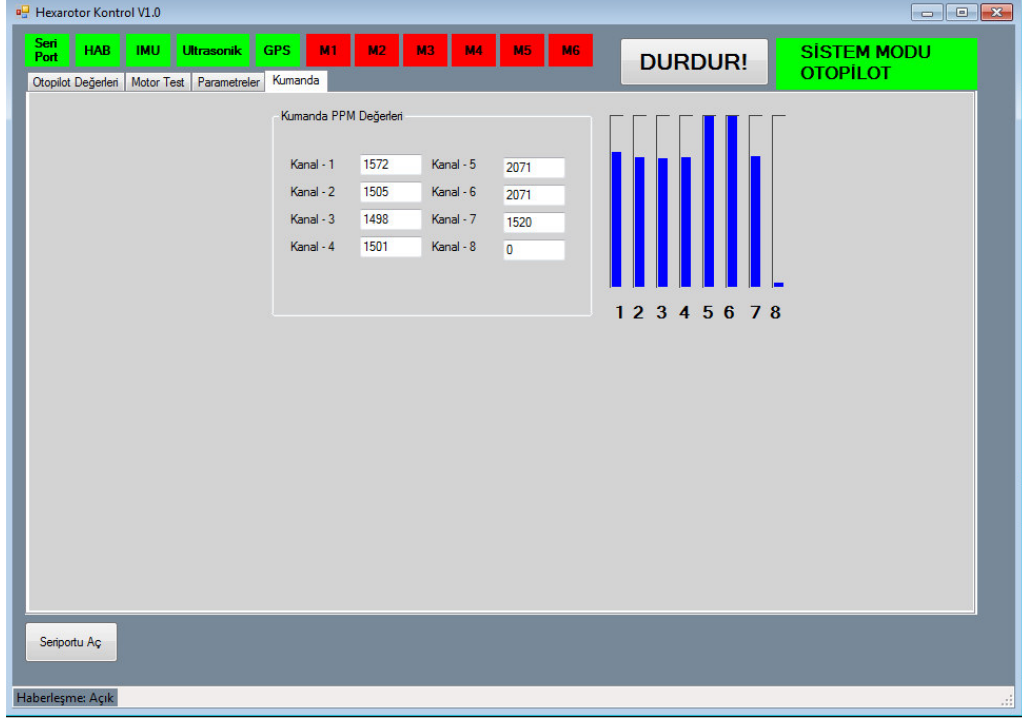 Hexarotor Kontrol V1.0
Seri Port HAB IMU Ultrasonik GPS M1 M2 M3 M4 M5 M6
DURDUR!
SİSTEM MODU
OTOPİLOT
Otopilot Değerleri Motor Test Parametreler Kumanda
Kumanda PPM Değerleri
Kanal - 1 1572 Kanal - 5 2071
Kanal - 2 1505 Kanal - 6 2071
Kanal - 3 1498 Kanal - 7 1520
Kanal - 4 1501 Kanal - 8 0
1 2 3 4 5 6 7 8
Seriportu Aç
Haberleşme: Açık